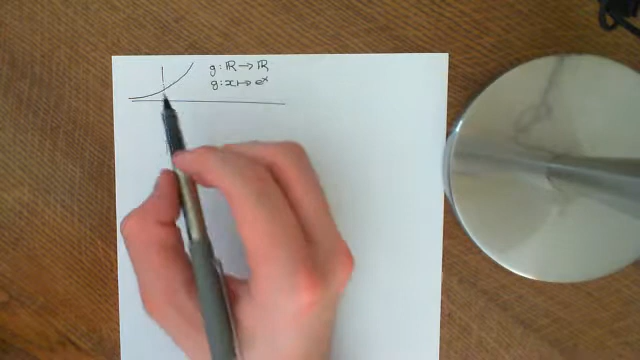 g: ℝ → ℝ
g: x ↦ eˣ